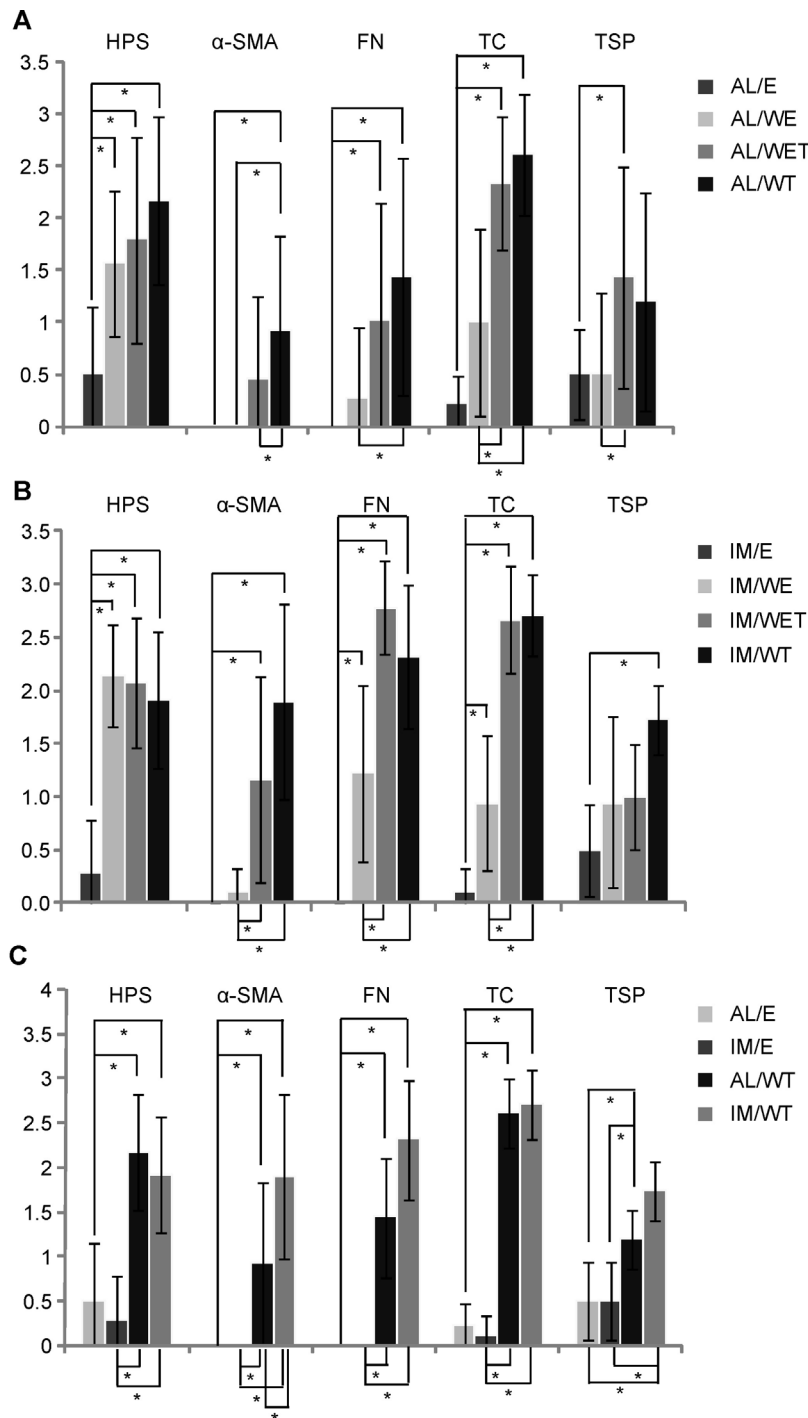 A
HPS α-SMA FN TC TSP
3.5
3
2.5
2
1.5
1
0.5
0
* * * * * * * * * * * * * * *
AL/E
AL/WE
AL/WET
AL/WT
B
HPS α-SMA FN TC TSP
3.5
3.0
2.5
2.0
1.5
1.0
0.5
0.0
* * * * * * * * * * * * * * * * * *
IM/E
IM/WE
IM/WET
IM/WT
C
HPS α-SMA FN TC TSP
4
3.5
3
2.5
2
1.5
1
0.5
0
* * * * * * * * * * * * * * * * * * * * *
AL/E
IM/E
AL/WT
IM/WT